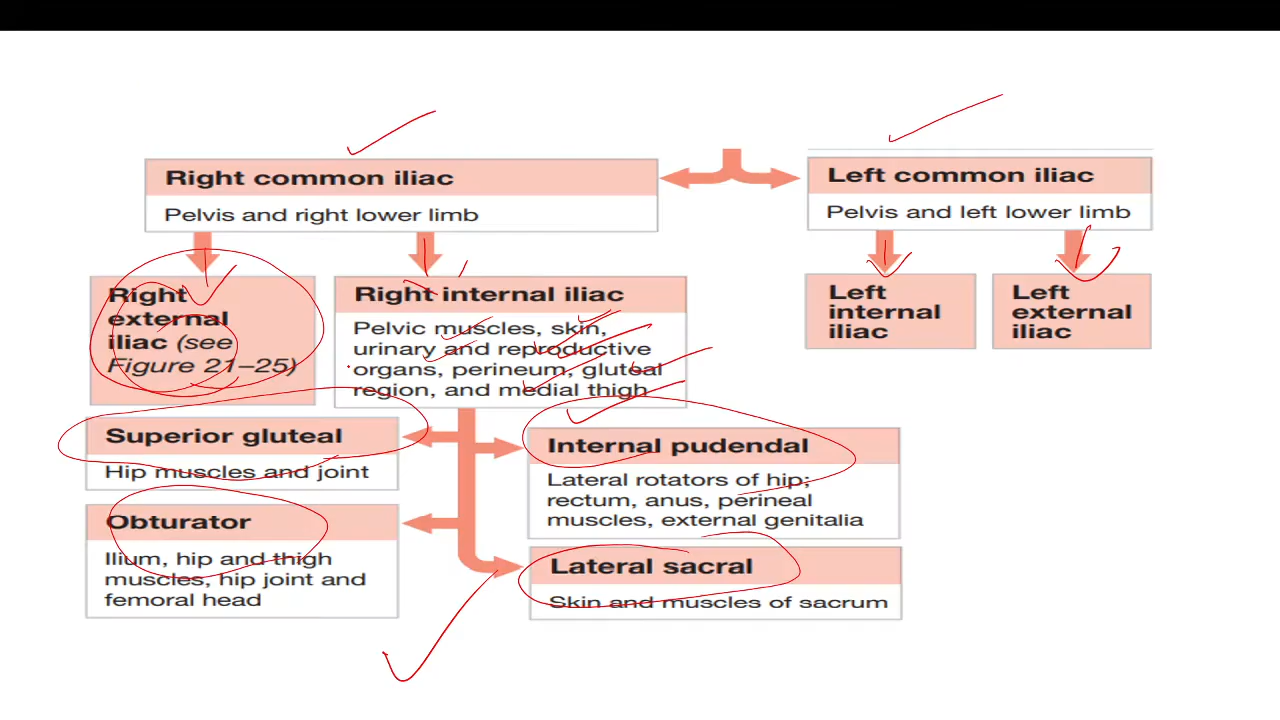 Right common iliac
Pelvis and right lower limb
Left common iliac
Pelvis and left lower limb
Right
external
iliac (see
Figure 21–25)
Right internal iliac
Pelvic muscles, skin,
urinary and reproductive
organs, perineum, gluteal
region, and medial thigh
Left
internal
iliac
Left
external
iliac
Superior gluteal
Hip muscles and joint
Internal pudendal
Lateral rotators of hip;
rectum, anus, perineal
muscles, external genitalia
Obturator
Ilium, hip and thigh
muscles, hip joint and
femoral head
Lateral sacral
Skin and muscles of sacrum